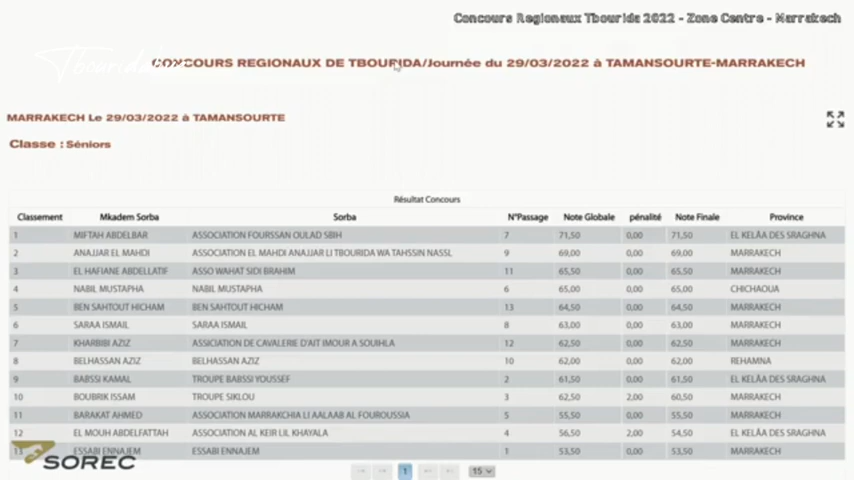 Concours Regionaux Tbourida 2022 - Zone Centre - Marrakech
CONCOURS REGIONAUX DE TBOURIDA/Journée du 29/03/2022 à TAMANSOURTE-MARRAKECH
MARRAKECH Le 29/03/2022 à TAMANSOURTE
Classe : Séniors
Résultat Concours
Classement Mkadem Sorba Sorba N°Passage Note Globale pénalité Note Finale Province
1 MIFTAH ABDELBAR ASSOCIATION FOURSSAN OULAD SBIH 7 71,50 0,00 71,50 EL KELÂA DES SRAGHNA
2 ANAJJAR EL MAHDI ASSOCIATION EL MAHDI ANAJJAR LI TBOURIDA WA TAHSSIN NASSL 9 69,00 0,00 69,00 MARRAKECH
3 EL HAFIANE ABDELLATIF ASSO WAHAT SIDI BRAHIM 11 65,50 0,00 65,50 MARRAKECH
4 NABIL MUSTAPHA NABIL MUSTAPHA 6 65,00 0,00 65,00 CHICHAOUA
5 BEN SAHTOUT HICHAM BEN SAHTOUT HICHAM 13 64,50 0,00 64,50 MARRAKECH
6 SARAA ISMAIL SARAA ISMAIL 8 63,00 0,00 63,00 MARRAKECH
7 KHARBIBI AZIZ ASSICIATION DE CAVALERIE D'AIT IMOUR A SOUIHLA 12 62,50 0,00 62,50 MARRAKECH
8 BELHASSAN AZIZ BELHASSAN AZIZ 10 62,00 0,00 62,00 REHAMNA
9 BABSSI KAMAL TROUPE BABSSI YOUSSEF 2 61,50 0,00 61,50 EL KELÂA DES SRAGHNA
10 BOUBRIK ISSAM TROUPE SIKLOU 3 62,50 2,00 60,50 MARRAKECH
11 BARAKAT AHMED ASSOCIATION MARRAKCHIA LI AALAAB AL FOUROUSSIA 5 55,50 0,00 55,50 MARRAKECH
12 EL MOUH ABDELFATTAH ASSOCIATION AL KEIR LIL KHAYALA 4 56,50 2,00 54,50 EL KELÂA DES SRAGHNA
13 ESSABI ENNAJEM ESSABI ENNAJEM 1 53,50 0,00 53,50 MARRAKECH
SOREC
1 15